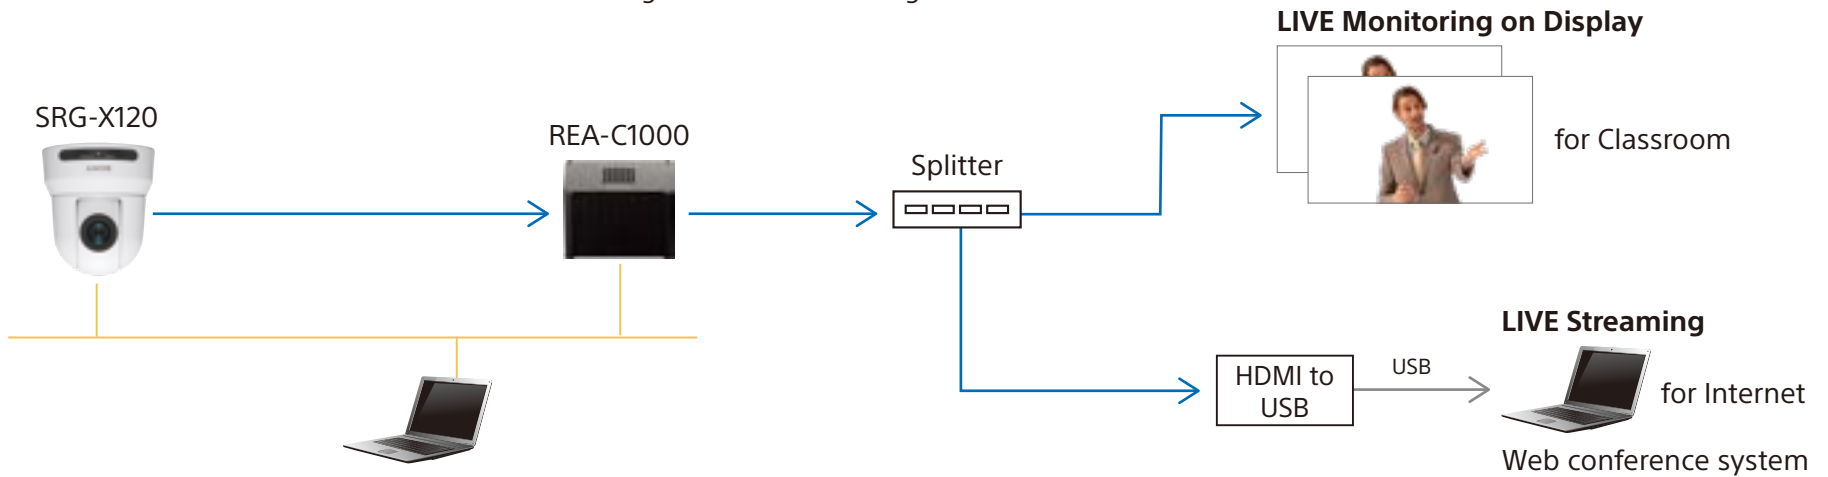 LIVE Monitoring on Display
SRG-X120
REA-C1000
for Classroom
Splitter
LIVE Streaming
HDMI to
USB
USB
for Internet
Web conference system